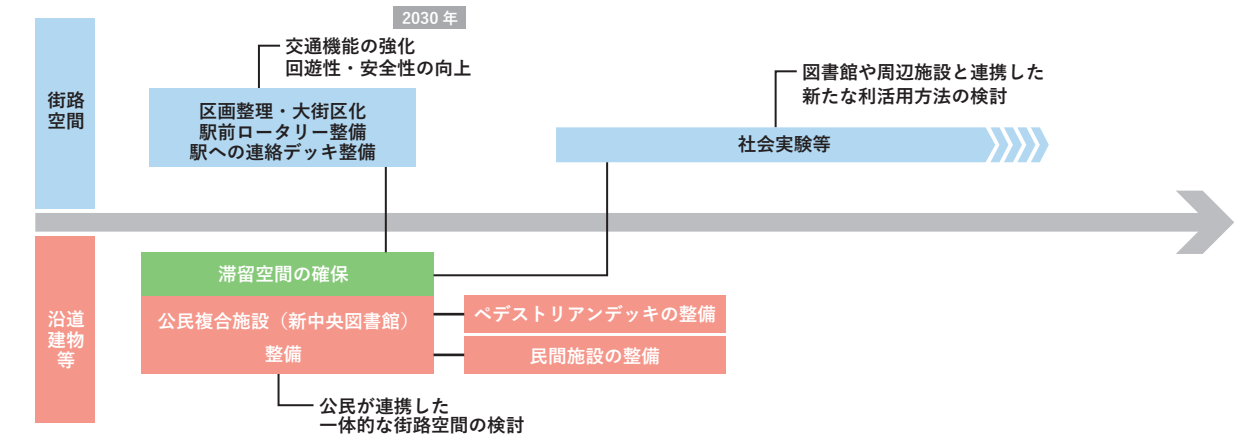 2030 年
交通機能の強化
回遊性・安全性の向上
図書館や周辺施設と連携した
新たな利活用方法の検討
街路
空間
区画整理・大街区化
駅前ロータリー整備
駅への連絡デッキ整備
社会実験等
滞留空間の確保
沿道
建物
等
公民複合施設（新中央図書館）
整備
ペデストリアンデッキの整備
民間施設の整備
公民が連携した
一体的な街路空間の検討